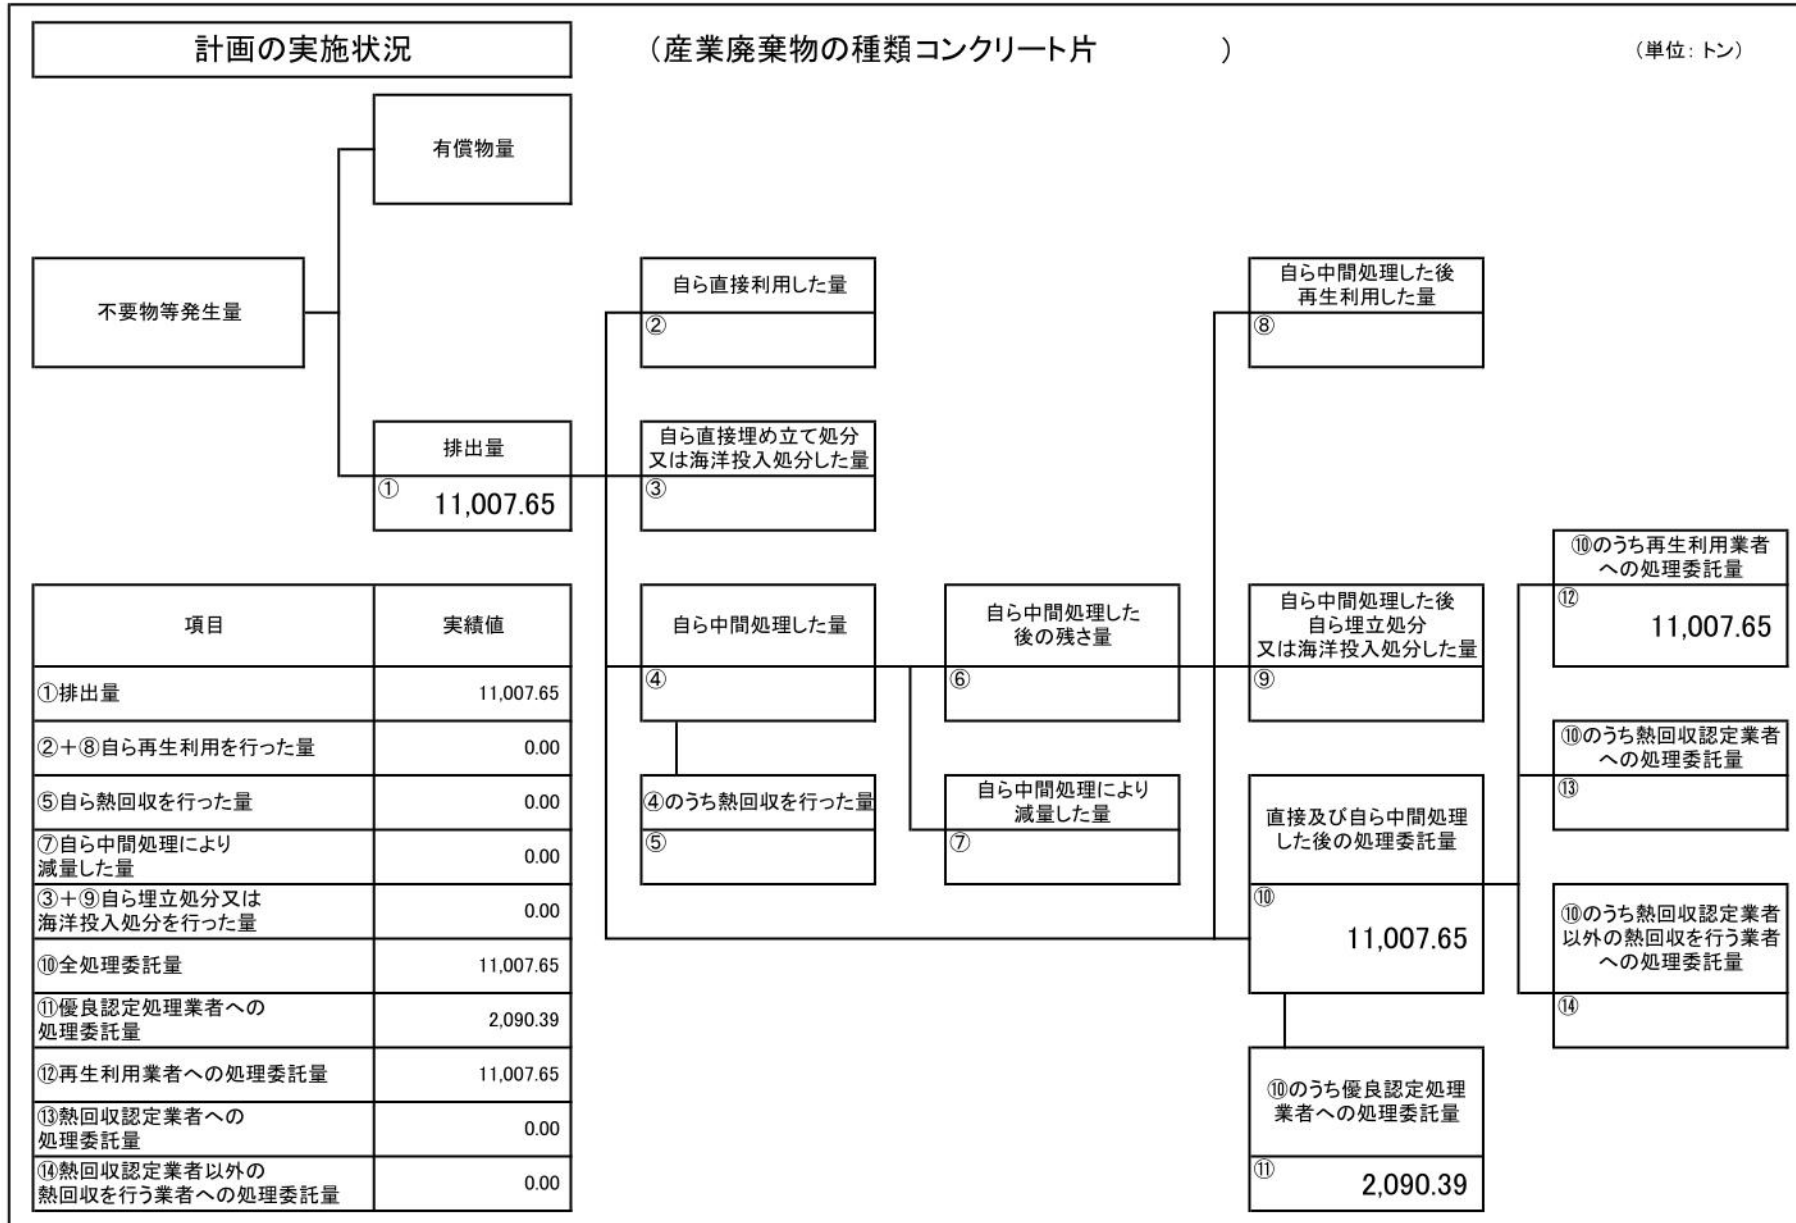 計画の実施状況
（産業廃棄物の種類コンクリート片　　　）
（単位：トン）
有償物量
不要物等発生量
自ら直接利用した量
②
自ら中間処理した後
再生利用した量
⑧
排出量
①
11,007.65
自ら直接埋め立て処分
又は海洋投入処分した量
③
⑩のうち再生利用業者
への処理委託量
⑫
11,007.65
自ら中間処理した量
④
自ら中間処理した
後の残さ量
⑥
自ら中間処理した後
自ら埋立処分
又は海洋投入処分した量
⑨
⑩のうち熱回収認定業者
への処理委託量
⑬
④のうち熱回収を行った量
⑤
自ら中間処理により
減量した量
⑦
直接及び自ら中間処理
した後の処理委託量
⑩
11,007.65
⑩のうち熱回収認定業者
以外の熱回収を行う業者
への処理委託量
⑭
⑩のうち優良認定処理
業者への処理委託量
⑪
2,090.39
項目 実績値
①排出量 11,007.65
②＋⑧自ら再生利用を行った量 0.00
⑤自ら熱回収を行った量 0.00
⑦自ら中間処理により
減量した量 0.00
③＋⑨自ら埋立処分又は
海洋投入処分を行った量 0.00
⑩全処理委託量 11,007.65
⑪優良認定処理業者への
処理委託量 2,090.39
⑫再生利用業者への処理委託量 11,007.65
⑬熱回収認定業者への
処理委託量 0.00
⑭熱回収認定業者以外の
熱回収を行う業者への処理委託量 0.00